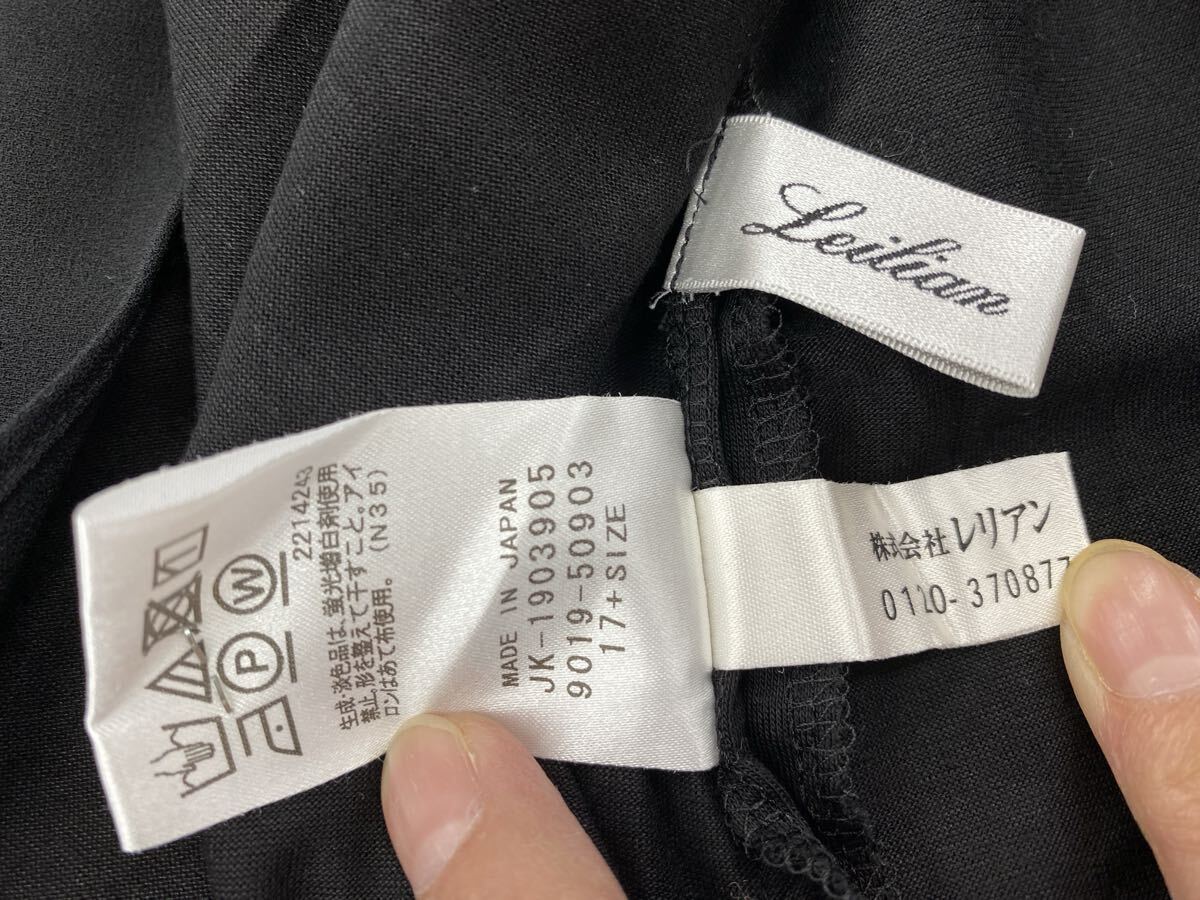 Leilian
株式会社レリアン
0120-370877
MADE IN JAPAN
JK-1903905
9019-50903
17+SIZE
2214243
生成・淡色品は、蛍光増白剤使用
禁止。形を整えて干すこと。アイ
ロンはあて布使用。
(N35)
W
P